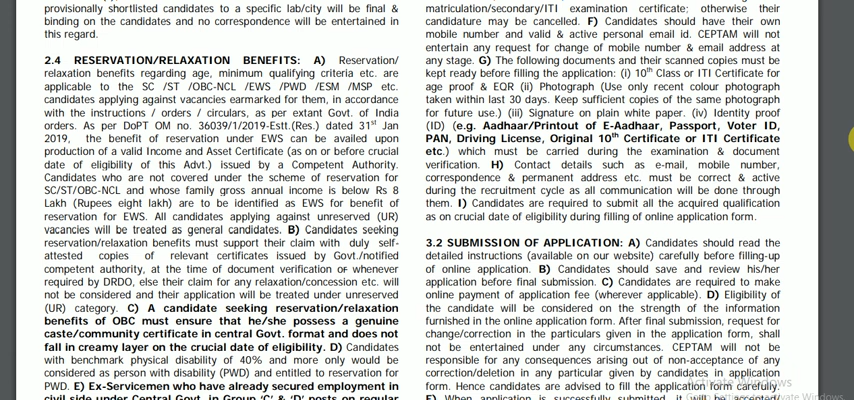 provisionally shortlisted candidates to a specific lab/city will be final &
binding on the candidates and no correspondence will be entertained in
this regard.
2.4 RESERVATION/RELAXATION BENEFITS: A) Reservation/
relaxation benefits regarding age, minimum qualifying criteria etc. are
applicable to the SC /ST /OBC-NCL /EWS /PWD /ESM /MSP etc.
candidates applying against vacancies earmarked for them, in accordance
with the instructions / orders / circulars, as per extant Govt. of India
orders. As per DoPT OM no. 36039/1/2019-Estt.(Res.) dated 31st Jan
2019, the benefit of reservation under EWS can be availed upon
production of a valid Income and Asset Certificate (as on or before crucial
date of eligibility of this Advt.) issued by a Competent Authority.
Candidates who are not covered under the scheme of reservation for
SC/ST/OBC-NCL and whose family gross annual income is below Rs 8
Lakh (Rupees eight lakh) are to be identified as EWS for benefit of
reservation for EWS. All candidates applying against unreserved (UR)
vacancies will be treated as general candidates. B) Candidates seeking
reservation/relaxation benefits must support their claim with duly self-
attested copies of relevant certificates issued by Govt./notified
competent authority, at the time of document verification or whenever
required by DRDO, else their claim for any relaxation/concession etc. will
not be considered and their application will be treated under unreserved
(UR) category. C) A candidate seeking reservation/relaxation
benefits of OBC must ensure that he/she possess a genuine
caste/community certificate in central Govt. format and does not
fall in creamy layer on the crucial date of eligibility. D) Candidates
with benchmark physical disability of 40% and more only would be
considered as person with disability (PWD) and entitled to reservation for
PWD. E) Ex-Servicemen who have already secured employment in
civil side under Central Govt. in Group 'C' & 'D' posts on regular
matriculation/secondary/ITI examination certificate; otherwise their
candidature may be cancelled. F) Candidates should have their own
mobile number and valid & active personal email id. CEPTAM will not
entertain any request for change of mobile number & email address at
any stage. G) The following documents and their scanned copies must be
kept ready before filling the application: (i) 10th Class or ITI Certificate for
age proof & EQR (ii) Photograph (Use only recent colour photograph
taken within last 30 days. Keep sufficient copies of the same photograph
for future use.) (iii) Signature on plain white paper. (iv) Identity proof
(ID) (e.g. Aadhaar/Printout of E-Aadhaar, Passport, Voter ID,
PAN, Driving License, Original 10th Certificate or ITI Certificate
etc.) which must be carried during the examination & document
verification. H) Contact details such as e-mail, mobile number,
correspondence & permanent address etc. must be correct & active
during the recruitment cycle as all communication will be done through
them. I) Candidates are required to submit all the acquired qualification
as on crucial date of eligibility during filling of online application form.
3.2 SUBMISSION OF APPLICATION: A) Candidates should read the
detailed instructions (available on our website) carefully before filling-up
of online application. B) Candidates should save and review his/her
application before final submission. C) Candidates are required to make
online payment of application fee (wherever applicable). D) Eligibility of
the candidate will be considered on the strength of the information
furnished in the online application form. After final submission, request for
change/correction in the particulars given in the application form, shall
not be entertained under any circumstances. CEPTAM will not be
responsible for any consequences arising out of non-acceptance of any
correction/deletion in any particular given by candidates in application
form. Hence candidates are advised to fill the application form carefully.
E) When application is successfully submitted, it will be
Activate Windows
Go to Settings to activate Windows.